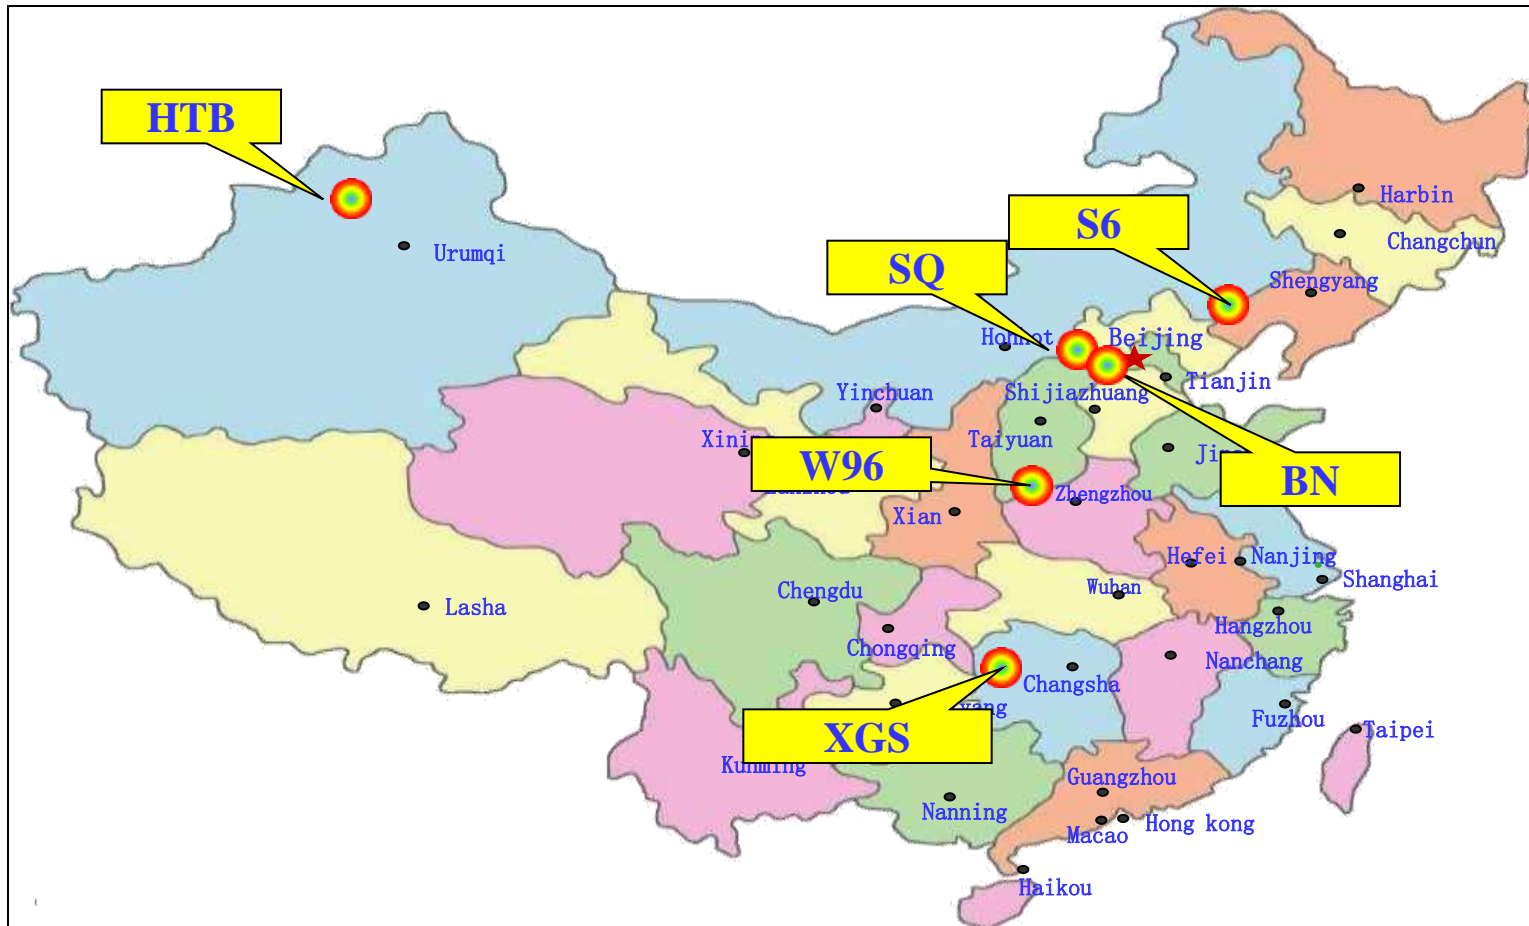 HTB
Harbin
S6
Changchun
SQ
Urumqi
Shengyang
Hohhot
Beijing
Tianjin
Yinchuan
Shijiazhuang
Taiyuan
W96
BN
Zhengzhou
Xian
Hefei
Nanjing
Shanghai
Chengdu
Wuhan
Lasha
Hangzhou
Chongqing
Nanchang
Changsha
Fuzhou
XGS
Taipei
Kunming
Guangzhou
Nanning
Hong kong
Macao
Haikou